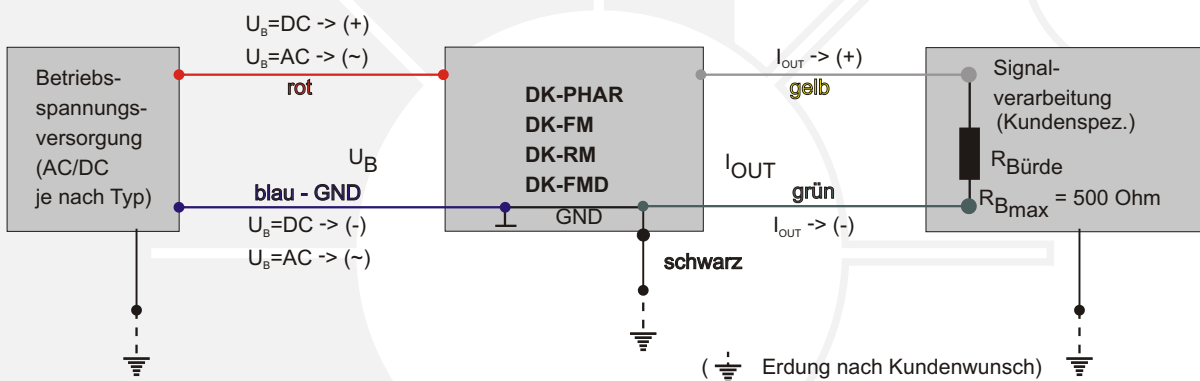 U_B=DC -> (+)
U_B=AC -> (~)
rot
Betriebs-
spannungs-
versorgung
(AC/DC
je nach Typ)
U_B
blau - GND
U_B=DC -> (-)
U_B=AC -> (~)
DK-PHAR
DK-FM
DK-RM
DK-FMD
GND
schwarz
I_OUT -> (+)
gelb
I_OUT
grün
I_OUT -> (-)
Signal-
verarbeitung
(Kundenspez.)
R_Bürde
R_Bmax = 500 Ohm
( Erdung nach Kundenwunsch)